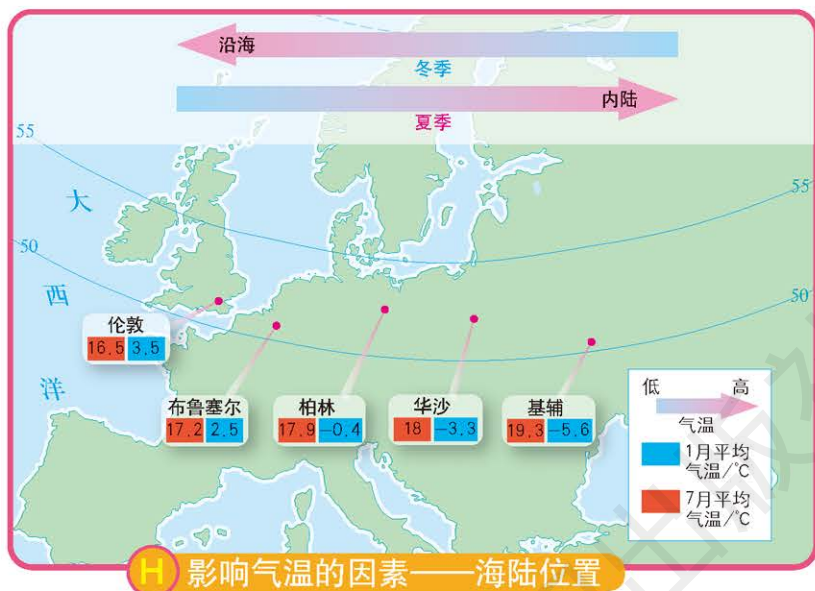 沿海
冬季
内陆
夏季
55
55
50
50
大
西
洋
伦敦
16.5 3.5
布鲁塞尔
17.2 2.5
柏林
17.9 -0.4
华沙
18 -3.3
基辅
19.3 -5.6
低 高
气温
1月平均
气温/℃
7月平均
气温/℃
H 影响气温的因素——海陆位置